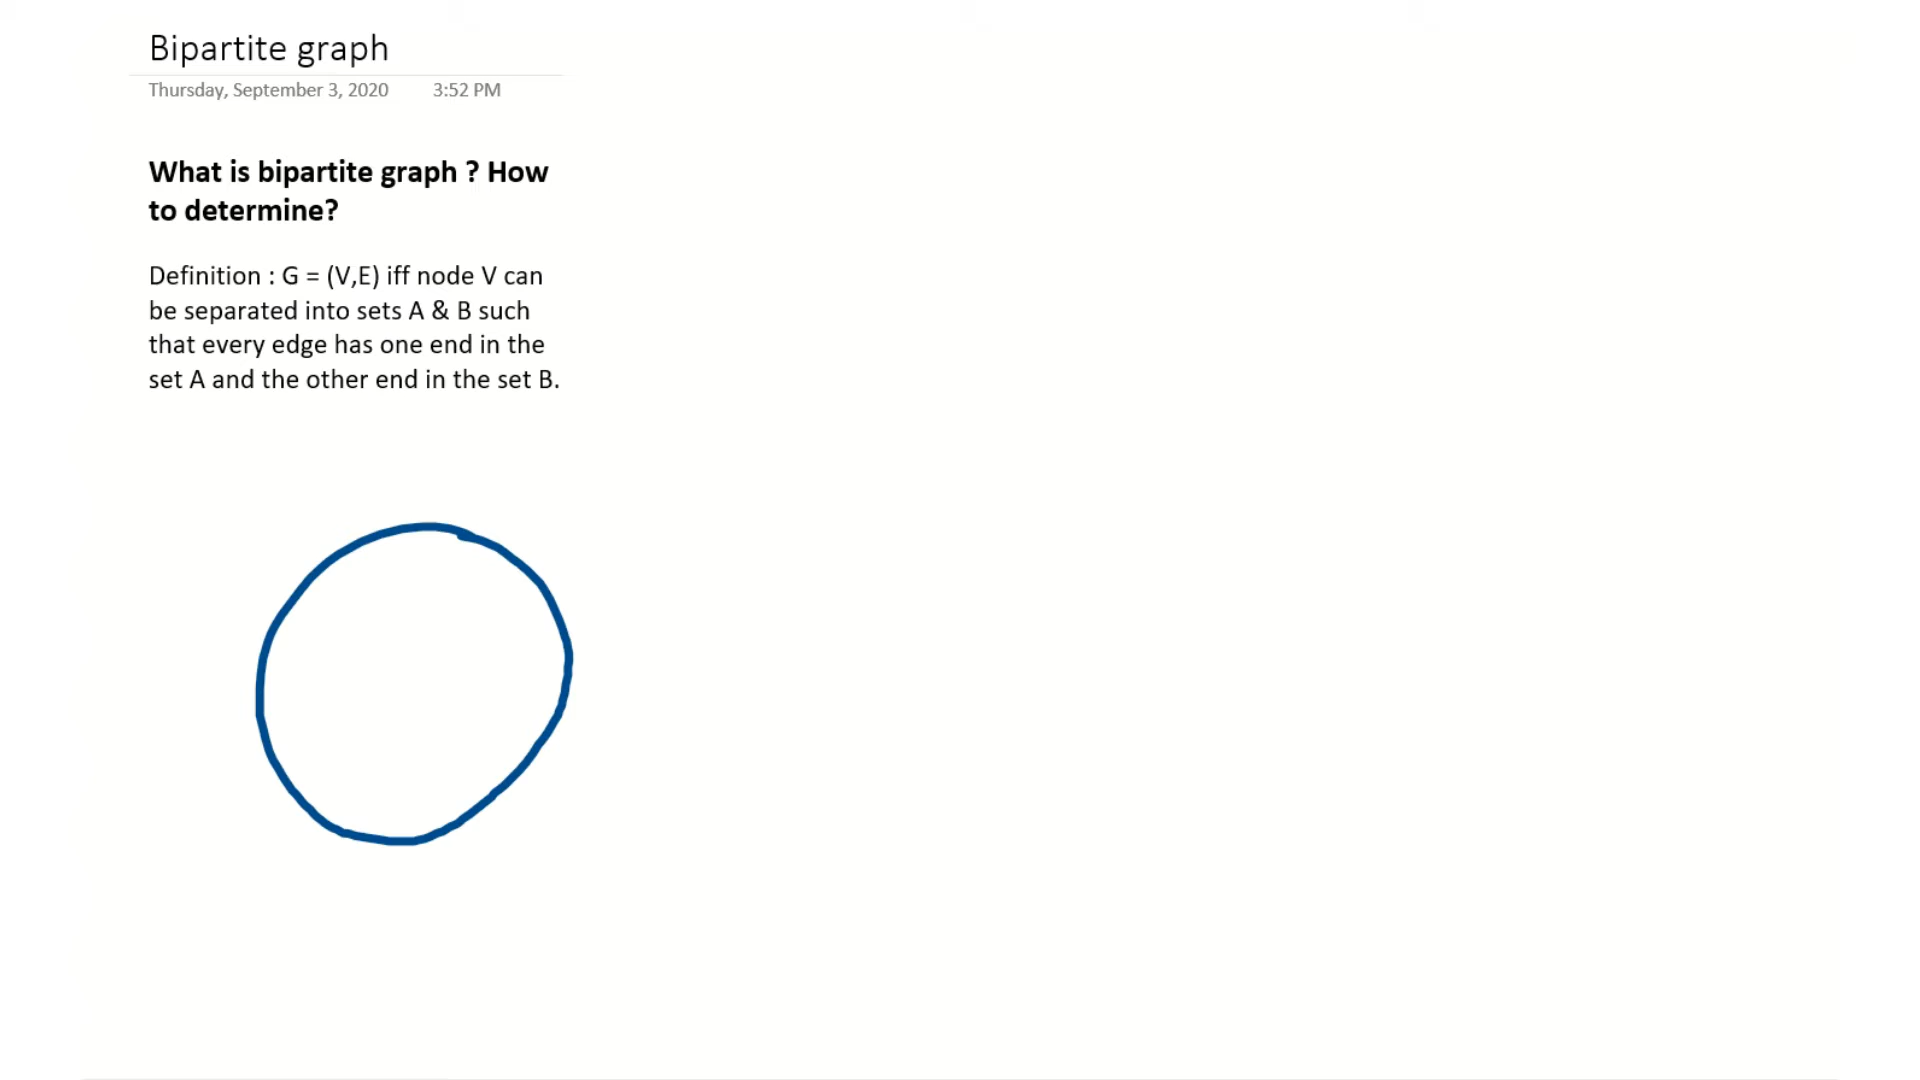 Bipartite graph
Thursday, September 3, 2020 3:52 PM
What is bipartite graph ? How
to determine?
Definition : G = (V,E) iff node V can
be separated into sets A & B such
that every edge has one end in the
set A and the other end in the set B.